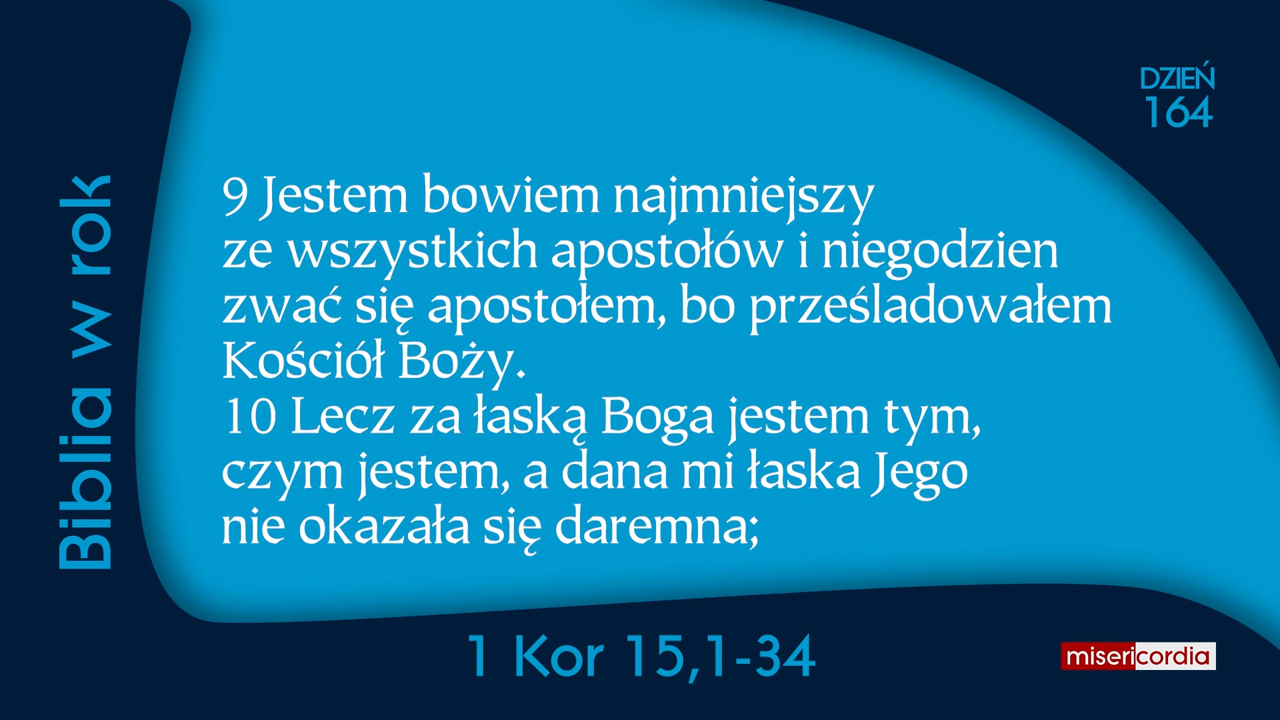 DZIEŃ
164
Biblia w rok
9 Jestem bowiem najmniejszy
ze wszystkich apostołów i niegodzien
zwać się apostołem, bo prześladowałem
Kościół Boży.
10 Lecz za łaską Boga jestem tym,
czym jestem, a dana mi łaska Jego
nie okazała się daremna;
1 Kor 15,1-34
misericordia